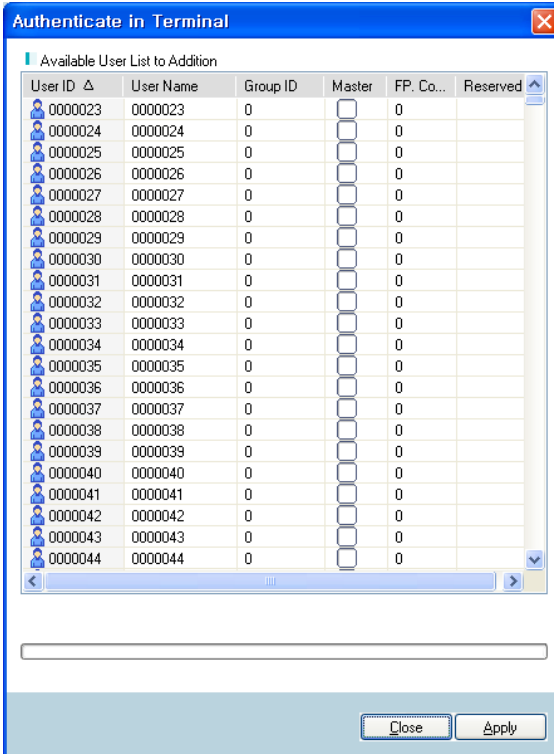 Authenticate in Terminal
Available User List to Addition
User ID User Name Group ID Master FP. Co... Reserved
0000023 0000023 0 0
0000024 0000024 0 0
0000025 0000025 0 0
0000026 0000026 0 0
0000027 0000027 0 0
0000028 0000028 0 0
0000029 0000029 0 0
0000030 0000030 0 0
0000031 0000031 0 0
0000032 0000032 0 0
0000033 0000033 0 0
0000034 0000034 0 0
0000035 0000035 0 0
0000036 0000036 0 0
0000037 0000037 0 0
0000038 0000038 0 0
0000039 0000039 0 0
0000040 0000040 0 0
0000041 0000041 0 0
0000042 0000042 0 0
0000043 0000043 0 0
0000044 0000044 0 0
Close Apply